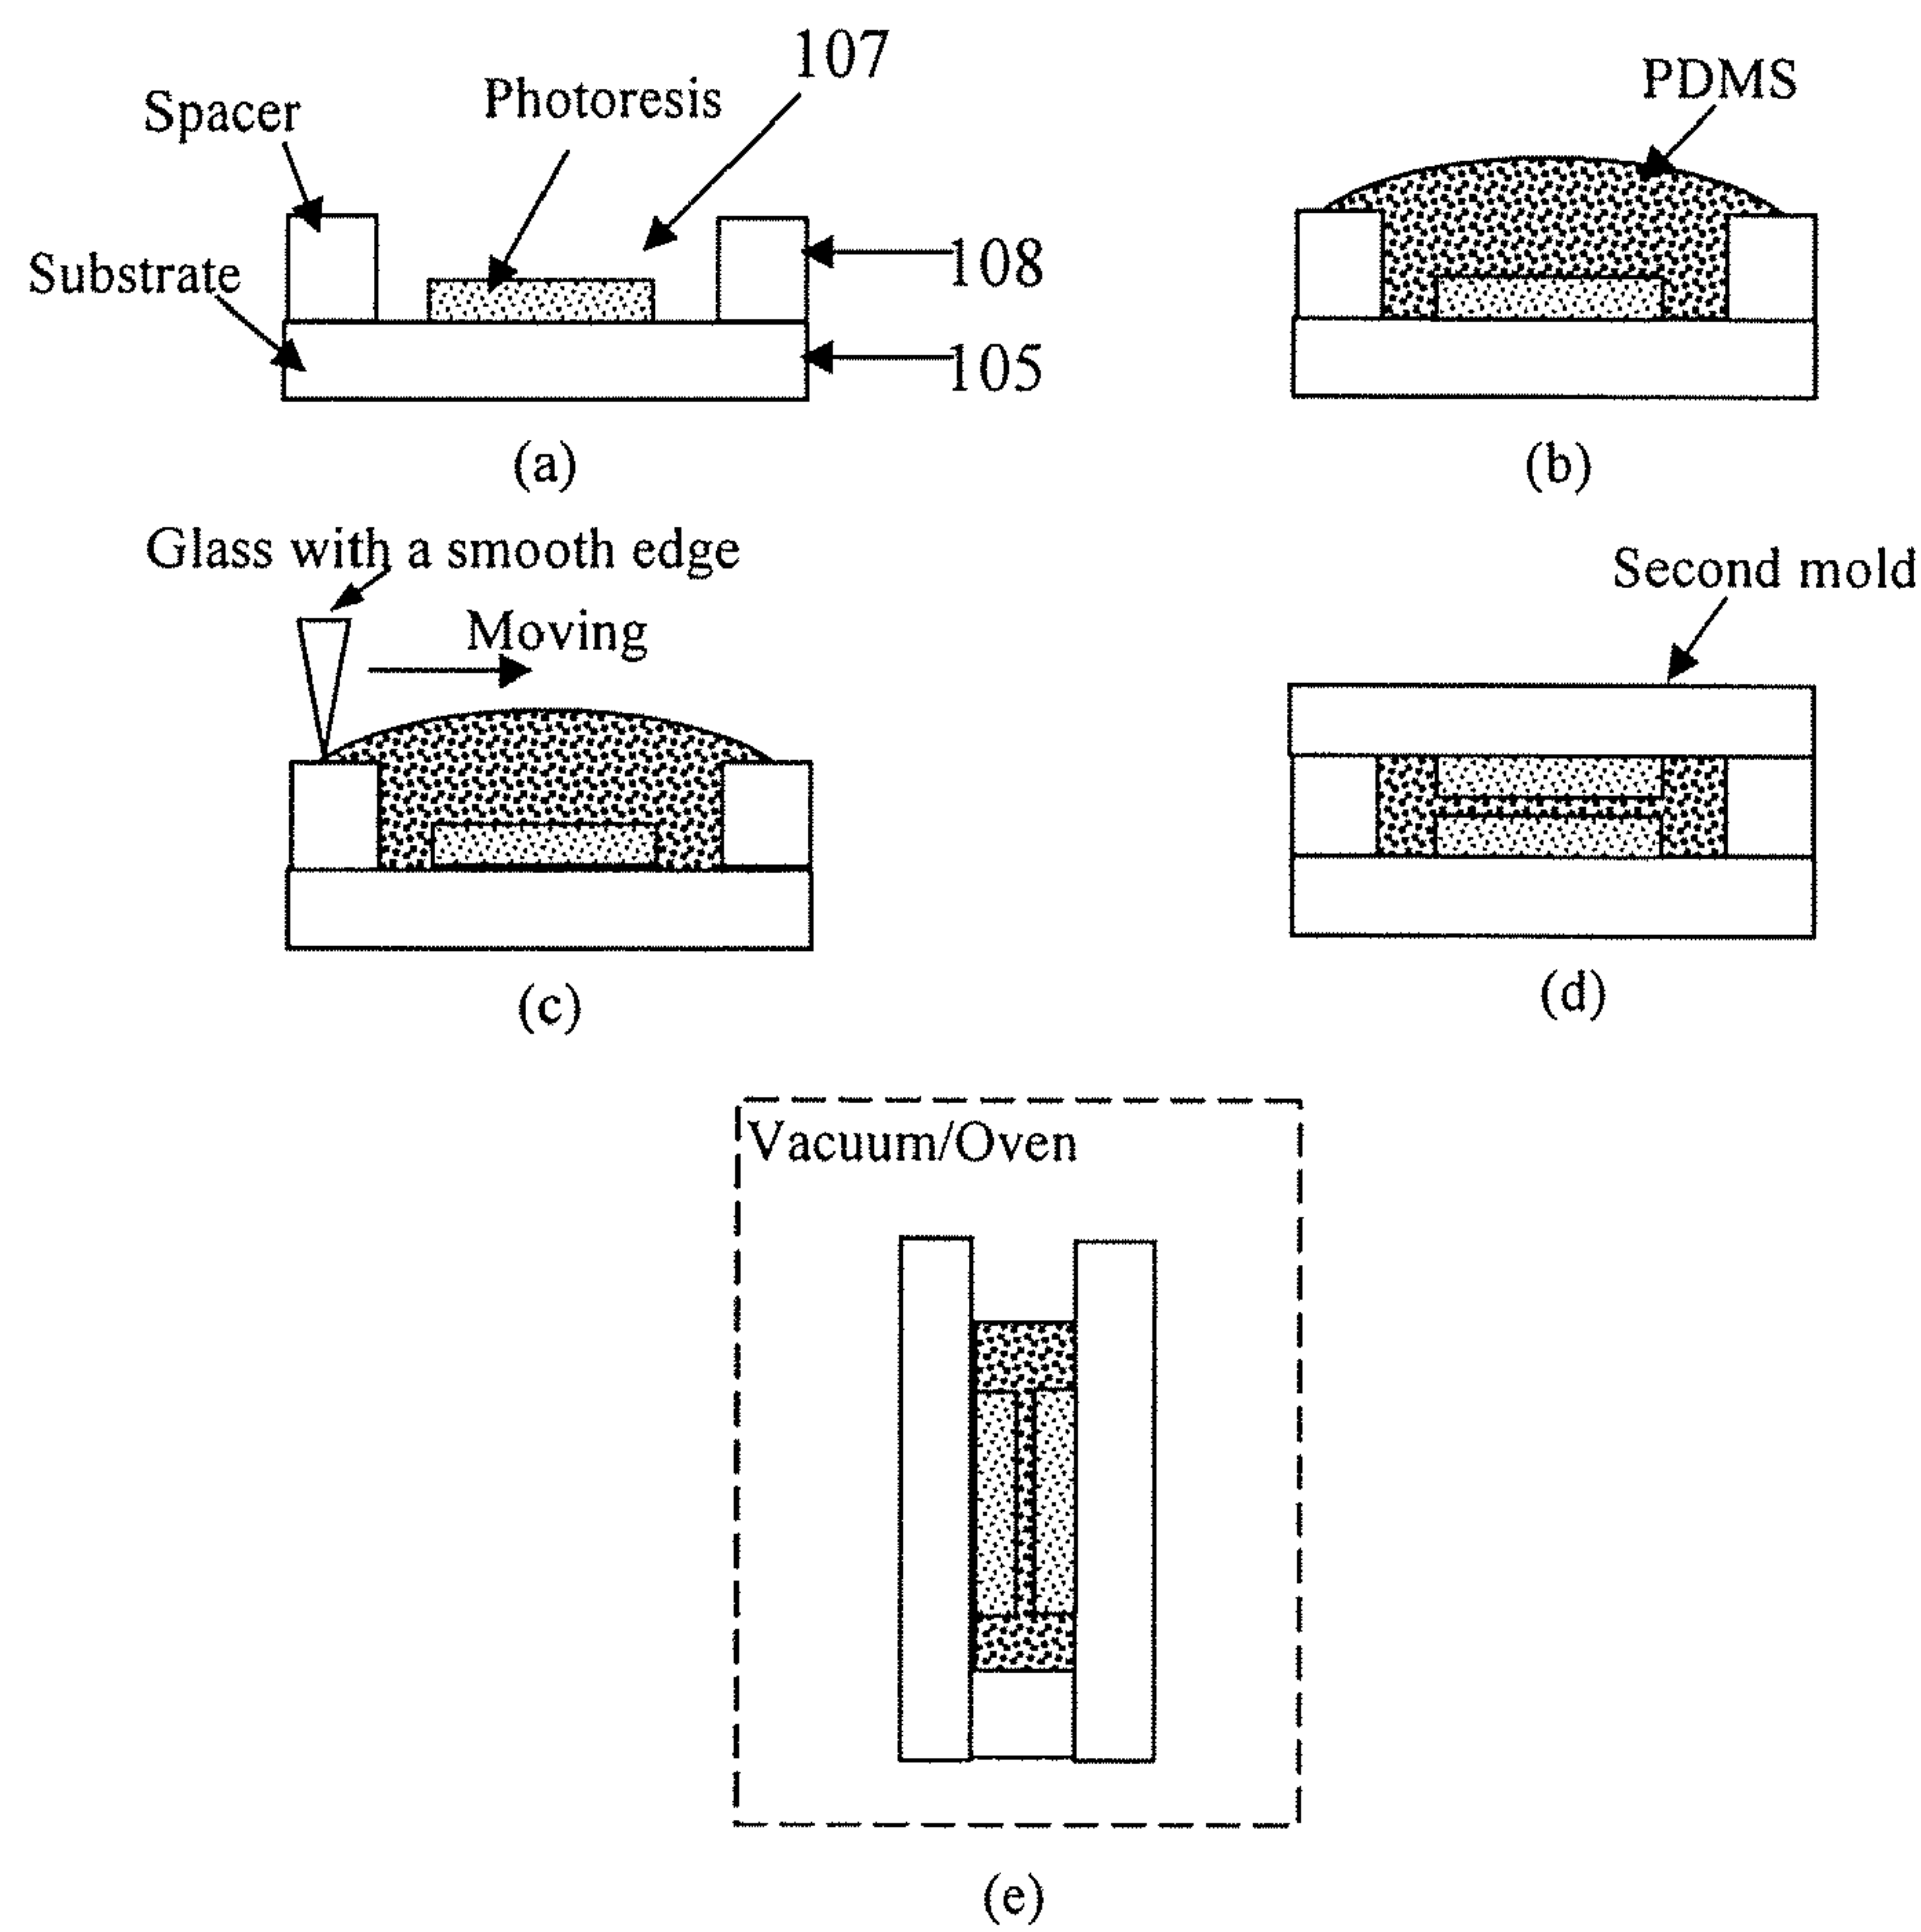 107
Photoresis
Spacer
Substrate
108
105
(a)
PDMS
(b)
Glass with a smooth edge
Moving
(c)
Second mold
(d)
Vacuum/Oven
(e)